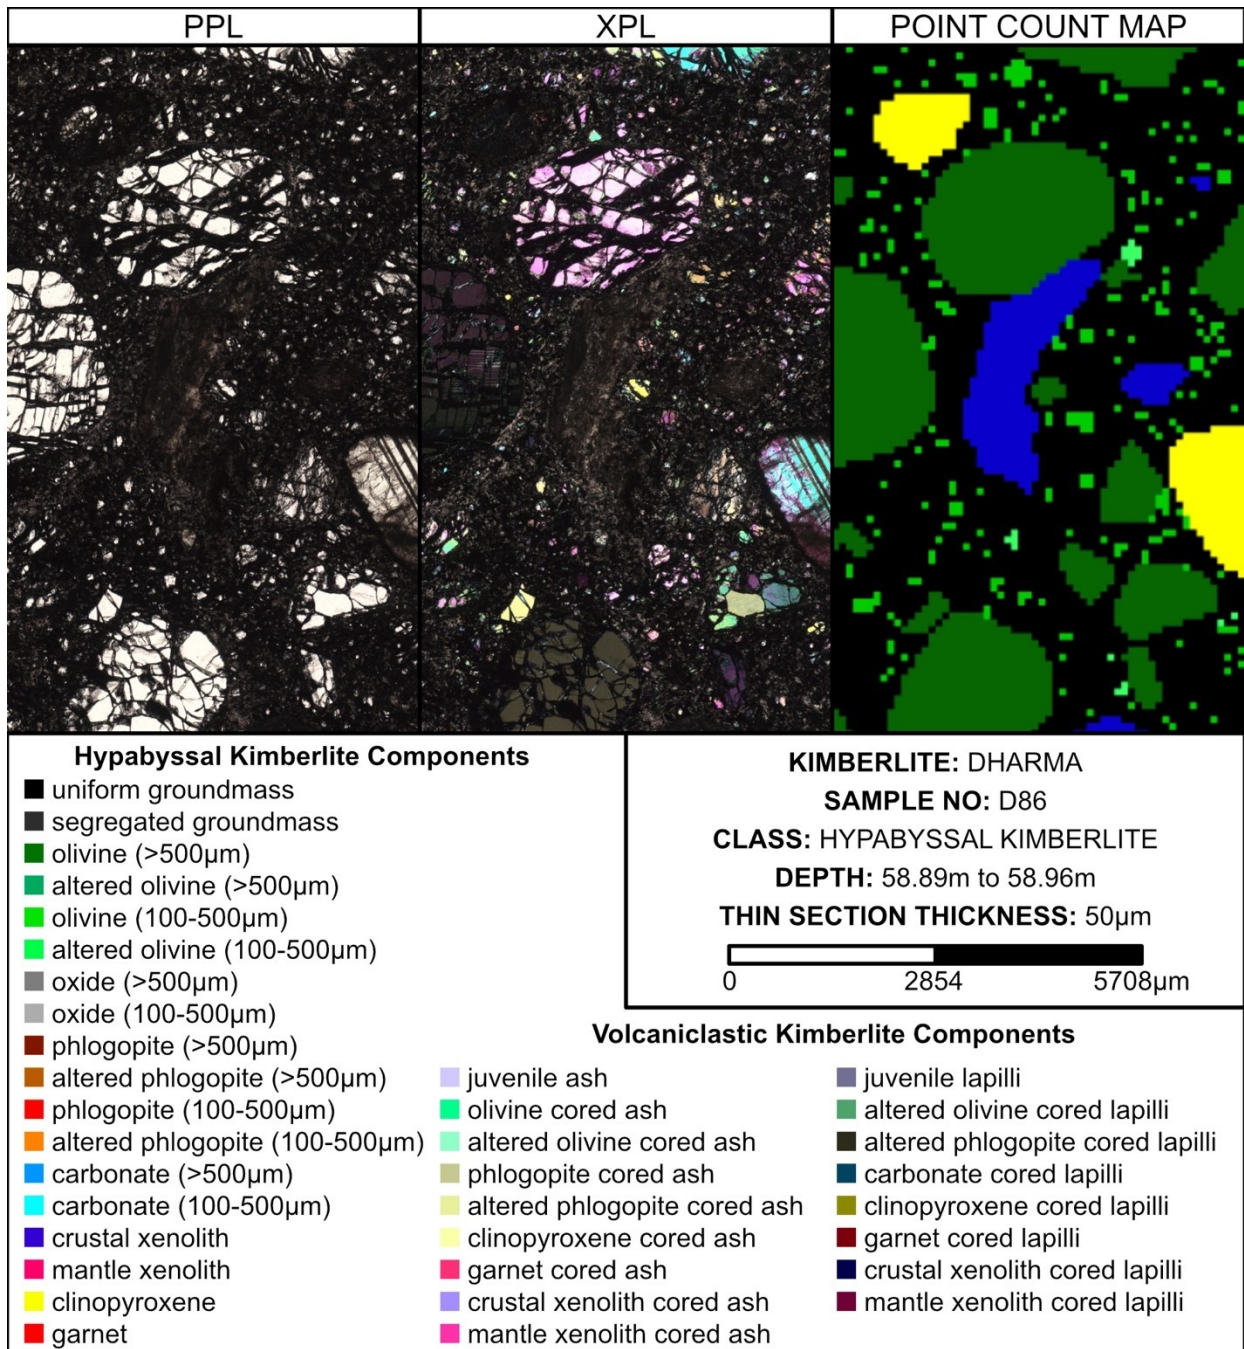 PPL
XPL
POINT COUNT MAP
Hypabyssal Kimberlite Components
uniform groundmass
segregated groundmass
olivine (>500μm)
altered olivine (>500μm)
olivine (100-500μm)
altered olivine (100-500μm)
oxide (>500μm)
oxide (100-500μm)
phlogopite (>500μm)
altered phlogopite (>500μm)
phlogopite (100-500μm)
altered phlogopite (100-500μm)
carbonate (>500μm)
carbonate (100-500μm)
crustal xenolith
mantle xenolith
clinopyroxene
garnet
KIMBERLITE: DHARMA
SAMPLE NO: D86
CLASS: HYPABYSSAL KIMBERLITE
DEPTH: 58.89m to 58.96m
THIN SECTION THICKNESS: 50μm
0 2854 5708μm
Volcaniclastic Kimberlite Components
juvenile ash
olivine cored ash
altered olivine cored ash
phlogopite cored ash
altered phlogopite cored ash
clinopyroxene cored ash
garnet cored ash
crustal xenolith cored ash
mantle xenolith cored ash
juvenile lapilli
altered olivine cored lapilli
altered phlogopite cored lapilli
carbonate cored lapilli
clinopyroxene cored lapilli
garnet cored lapilli
crustal xenolith cored lapilli
mantle xenolith cored lapilli